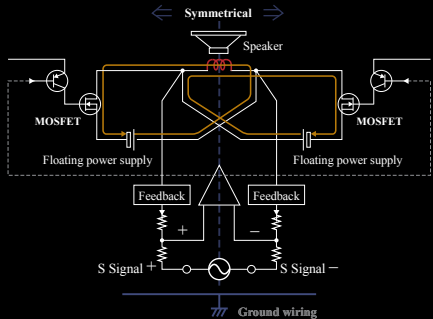 Symmetrical
Speaker
MOSFET
MOSFET
Floating power supply
Floating power supply
Feedback
Feedback
+
−
S Signal +
S Signal −
Ground wiring